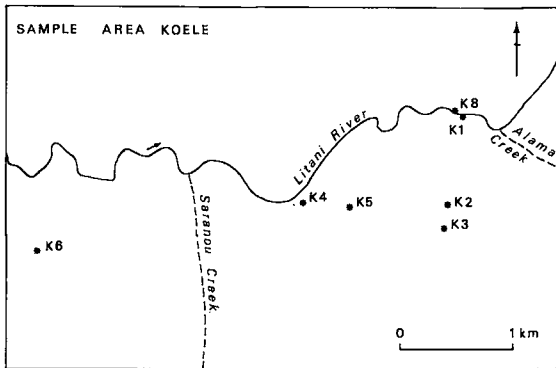 SAMPLE AREA KOELE
K8
K1
Litani River
Alama
Creek
K4
K5
K2
K3
K6
Saranou Creek
0 1 km